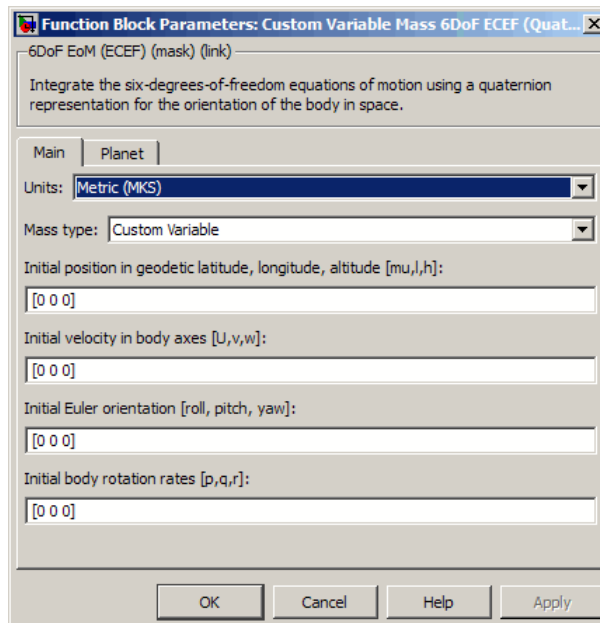 Function Block Parameters: Custom Variable Mass 6DoF ECEF (Quat...
6DoF EoM (ECEF) (mask) (link)
Integrate the six-degrees-of-freedom equations of motion using a quaternion
representation for the orientation of the body in space.
Main Planet
Units: Metric (MKS)
Mass type: Custom Variable
Initial position in geodetic latitude, longitude, altitude [mu,l,h]:
[0 0 0]
Initial velocity in body axes [U,v,w]:
[0 0 0]
Initial Euler orientation [roll, pitch, yaw]:
[0 0 0]
Initial body rotation rates [p,q,r]:
[0 0 0]
OK Cancel Help Apply